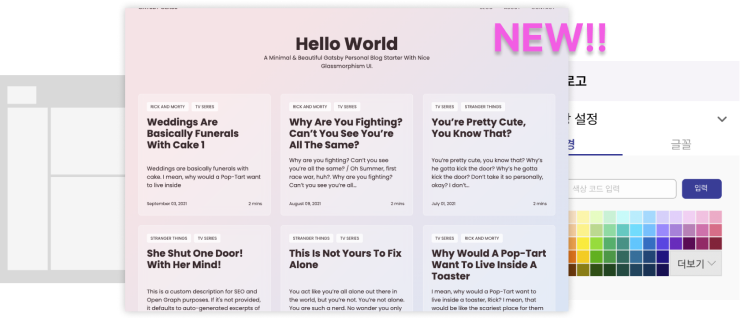 NEW!!
Hello World
A Minimal & Beautiful Gatsby Personal Blog Starter With Nice
Glassmorphism UI.
RICK AND MORTY TV SERIES
Weddings Are
Basically Funerals
With Cake 1
Weddings are basically funerals with
cake. I mean, why would a Pop-Tart want
to live inside
September 03, 2021 2 mins
RICK AND MORTY TV SERIES
Why Are You Fighting?
Can't You See You're
All The Same?
Why are you fighting? Can't you see
you're all the same? / Oh Summer, first
race war, huh?. Why are you fighting?
Can't you see you're all...
August 09, 2021 2 mins
TV SERIES STRANGER THINGS
You're Pretty Cute,
You Know That?
You're pretty cute, you know that? Why's
he gotta kick the door? Why's he gotta
kick the door? Don't take it so personally,
okay? I don't...
July 01, 2021 2 mins
STRANGER THINGS TV SERIES
She Shut One Door!
With Her Mind!
This is a custom description for SEO and
Open Graph purposes. If it's not provided,
it defaults to auto-generated excerpts of
STRANGER THINGS TV SERIES
This Is Not Yours To Fix
Alone
You act like you're all alone out there in
the world, but you're not. You're not alone.
You are such a nerd. No wonder you only
TV SERIES RICK AND MORTY
Why Would A Pop-Tart
Want To Live Inside A
Toaster
I mean, why would a Pop-Tart want to
live inside a toaster, Rick? I mean, that
would be like the scariest place for them
로고
설정
글꼴
색상 코드 입력
입력
더보기